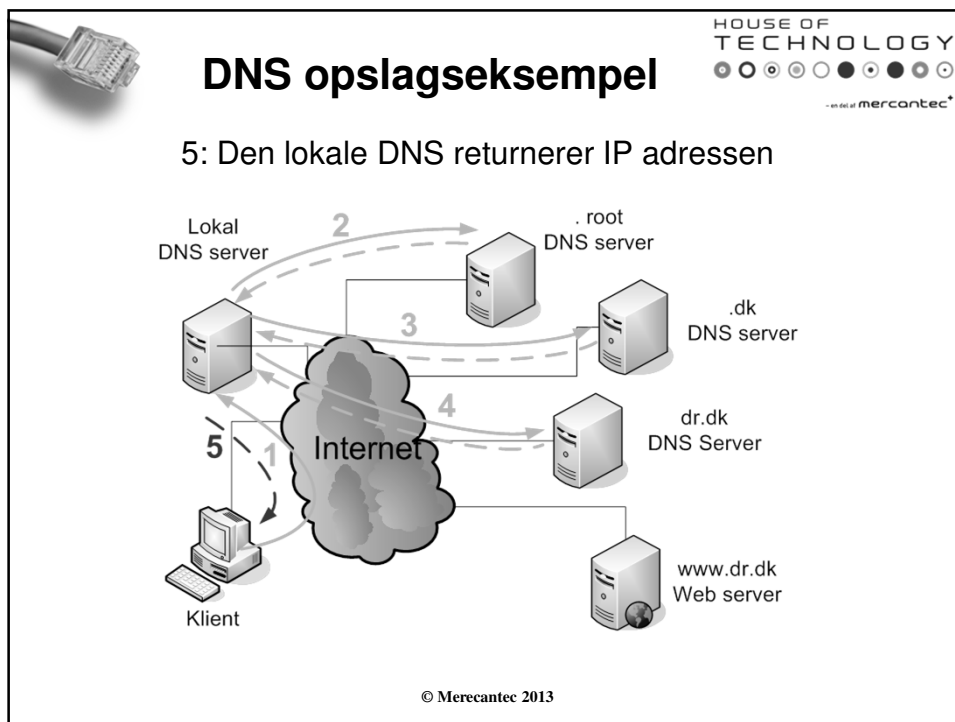 DNS opslagseksempel
HOUSE OF
TECHNOLOGY
- en del af mercantec+
5: Den lokale DNS returnerer IP adressen
Lokal
DNS server
2
. root
DNS server
3
.dk
DNS server
4
dr.dk
DNS Server
5
1
Internet
Klient
www.dr.dk
Web server
© Merecantec 2013